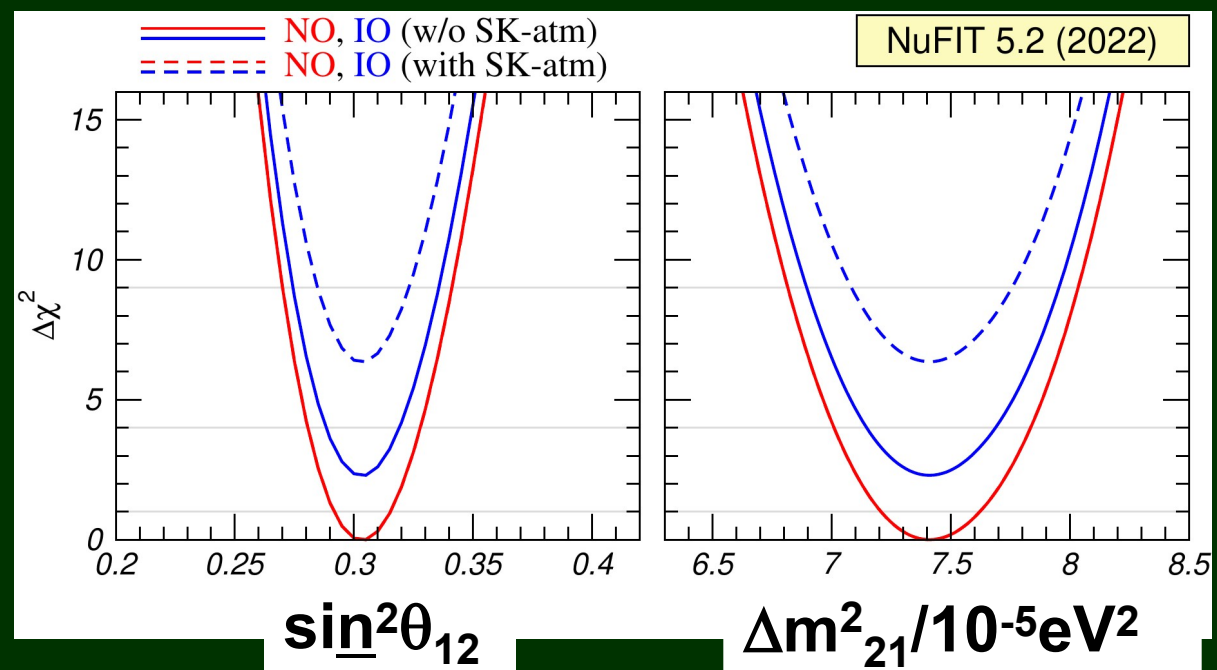 NO, IO (w/o SK-atm)
NO, IO (with SK-atm)
NuFIT 5.2 (2022)
Δχ²
15
10
5
0
0.2 0.25 0.3 0.35 0.4
6.5 7 7.5 8 8.5
sin²θ₁₂
Δm²₂₁/10⁻⁵eV²